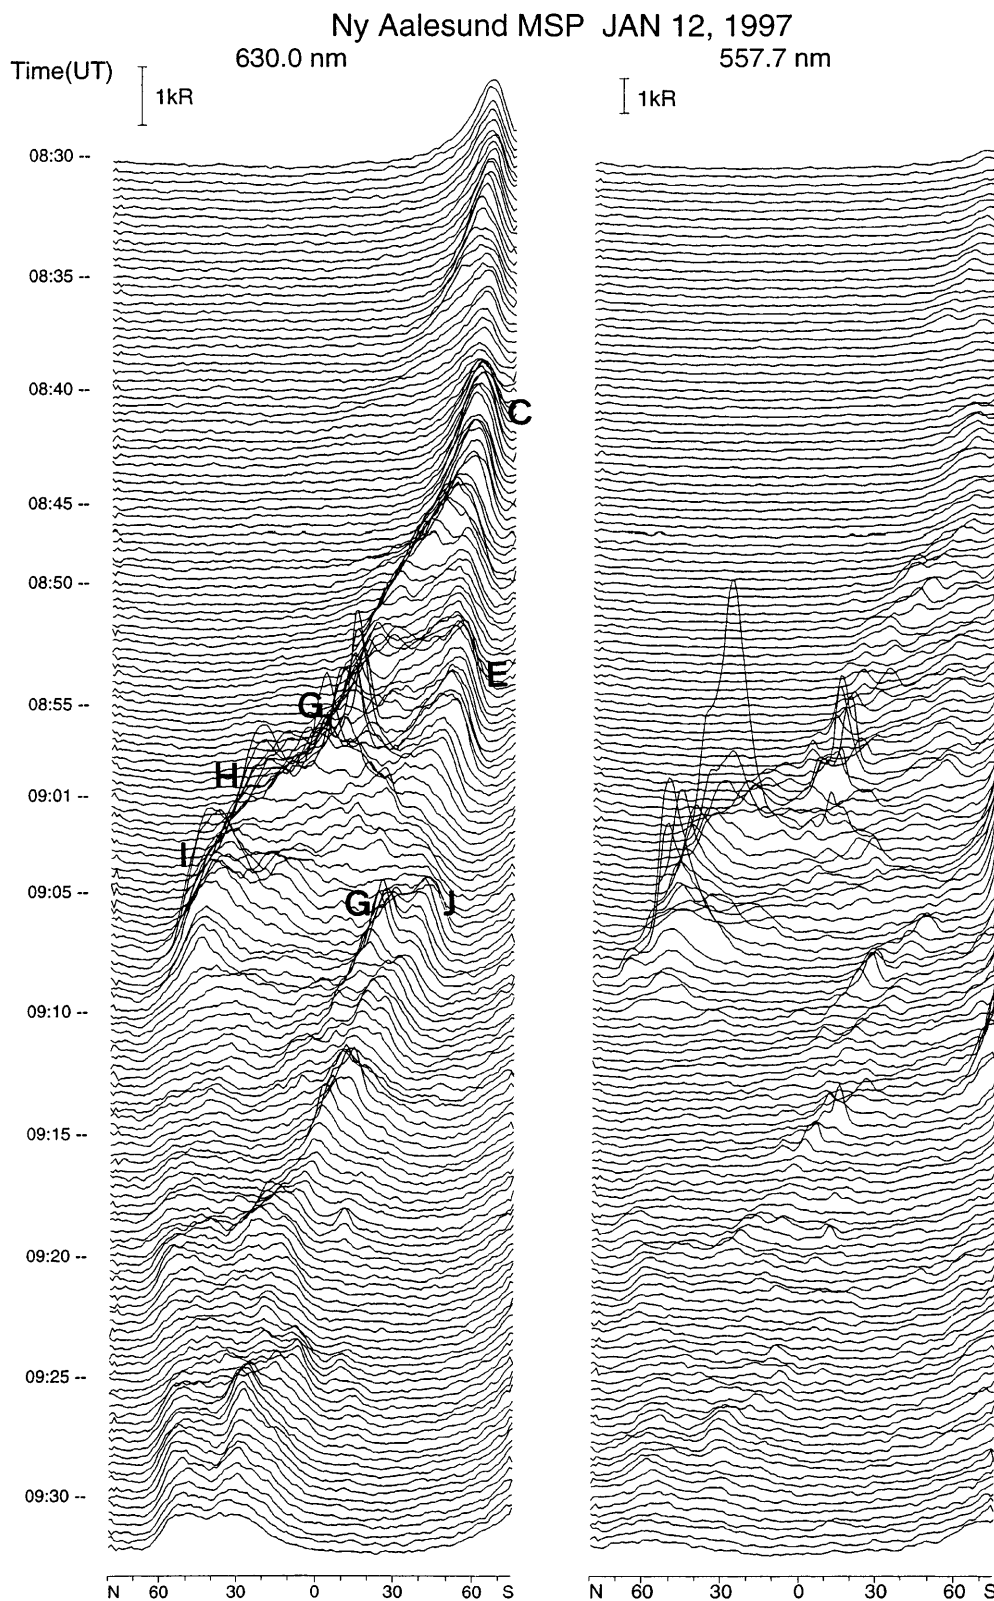 Ny Aalesund MSP JAN 12, 1997
630.0 nm 557.7 nm
Time(UT) 1kR 1kR
08:30 --
08:35 --
08:40 --
C
08:45 --
08:50 --
E
08:55 -- G
H
09:01 --
I
09:05 -- G J
09:10 --
09:15 --
09:20 --
09:25 --
09:30 --
N 60 30 0 30 60 S N 60 30 0 30 60 S